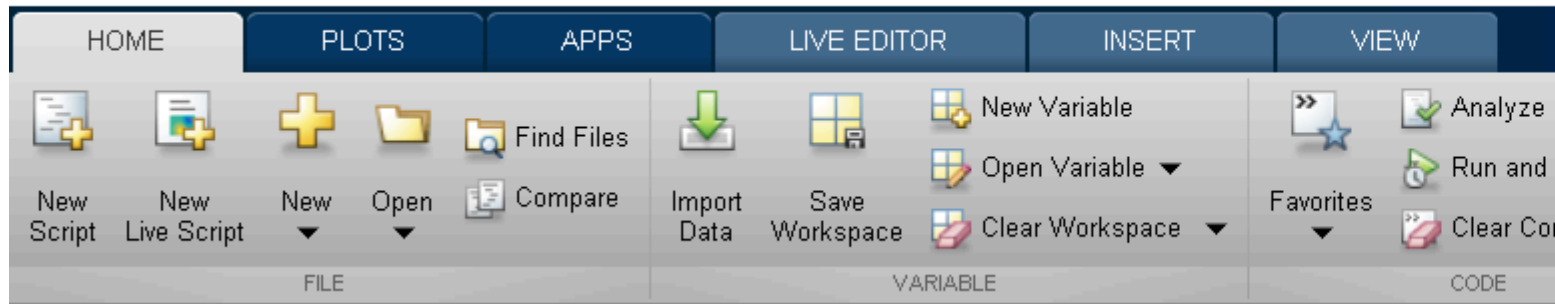 HOME PLOTS APPS LIVE EDITOR INSERT VIEW
New Script
New Live Script
New
Open
Find Files
Compare
FILE
Import Data
Save Workspace
New Variable
Open Variable
Clear Workspace
VARIABLE
Favorites
Analyze
Run and
Clear
CODE